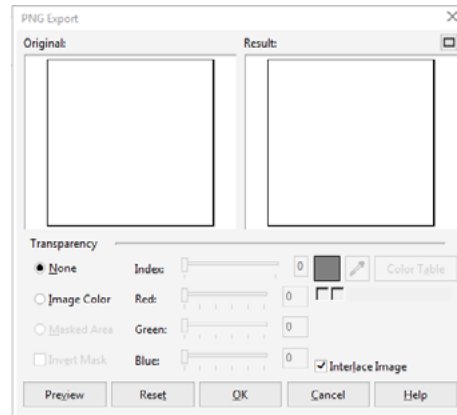 PNG Export
Original: Result:
Transparency
None Index: 0 Color Table
Image Color Red: 0
Masked Area Green: 0
Invert Mask Blue: 0 Interlace Image
Preview Reset OK Cancel Help